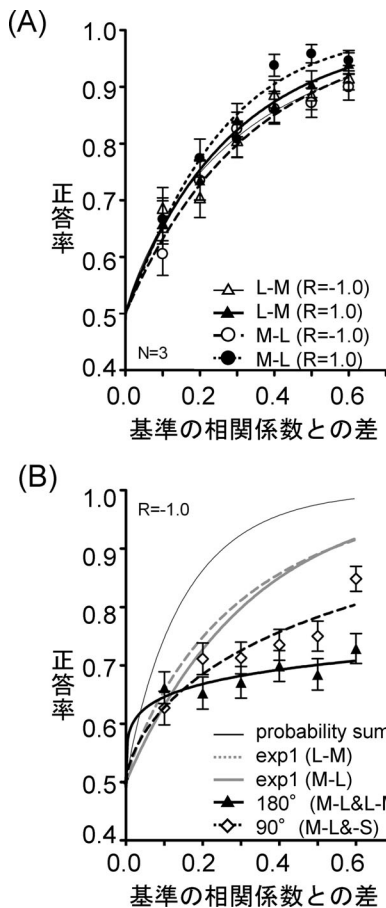 (A)
1.0
0.9
0.8
0.7
0.6
0.5
0.4
正答率
L-M (R=-1.0)
L-M (R=1.0)
M-L (R=-1.0)
M-L (R=1.0)
N=3
0.0 0.2 0.4 0.6
基準の相関係数との差
(B)
1.0
0.9
0.8
0.7
0.6
0.5
0.4
正答率
R=-1.0
probability sum
exp1 (L-M)
exp1 (M-L)
180° (M-L&L-M
90° (M-L&-S)
0.0 0.2 0.4 0.6
基準の相関係数との差